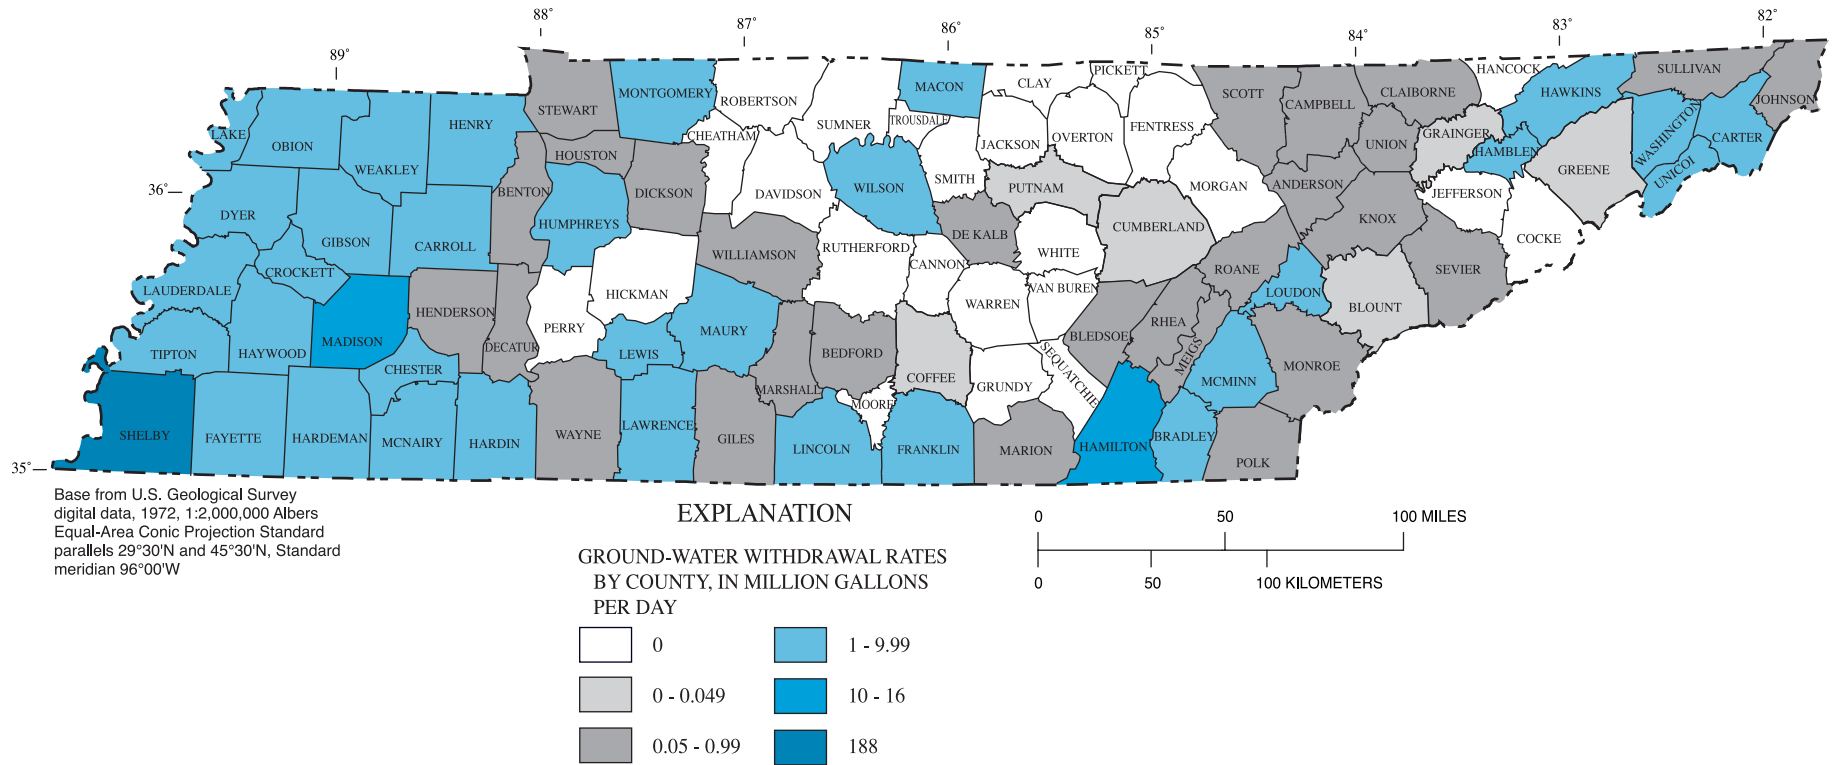 88°
87°
86°
85°
84°
83°
82°
89°
36°
35°
STEWART
MONTGOMERY
ROBERTSON
SUMNER
MACON
TROUSDALE
CLAY
PICKETT
SCOTT
CAMPBELL
CLAIBORNE
HANCOCK
HAWKINS
SULLIVAN
JOHNSON
LAKE
OBION
HENRY
WEAKLEY
CHEATHAM
JACKSON
OVERTON
FENTRESS
UNION
GRAINGER
HAMBLEN
WASHINGTON
CARTER
UNICOI
GREENE
HOUSTON
BENTON
DICKSON
DAVIDSON
WILSON
SMITH
PUTNAM
MORGAN
ANDERSON
JEFFERSON
COCKE
DYER
GIBSON
CARROLL
HUMPHREYS
WILLIAMSON
RUTHERFORD
CANNON
DE KALB
WHITE
CUMBERLAND
ROANE
KNOX
SEVIER
CROCKETT
LAUDERDALE
HICKMAN
MAURY
WARREN
VAN BUREN
BLEDSOE
RHEA
MEIGS
LOUDON
BLOUNT
TIPTON
HAYWOOD
MADISON
HENDERSON
DECATUR
PERRY
LEWIS
BEDFORD
MARSHALL
COFFEE
GRUNDY
SEQUATCHIE
MCMINN
MONROE
CHESTER
MOORE
SHELBY
FAYETTE
HARDEMAN
MCNAIRY
HARDIN
WAYNE
LAWRENCE
GILES
LINCOLN
FRANKLIN
MARION
HAMILTON
BRADLEY
POLK
Base from U.S. Geological Survey
digital data, 1972, 1:2,000,000 Albers
Equal-Area Conic Projection Standard
parallels 29°30'N and 45°30'N, Standard
meridian 96°00'W
EXPLANATION
GROUND-WATER WITHDRAWAL RATES
BY COUNTY, IN MILLION GALLONS
PER DAY
0
0 - 0.049
0.05 - 0.99
1 - 9.99
10 - 16
188
0 50 100 MILES
0 50 100 KILOMETERS